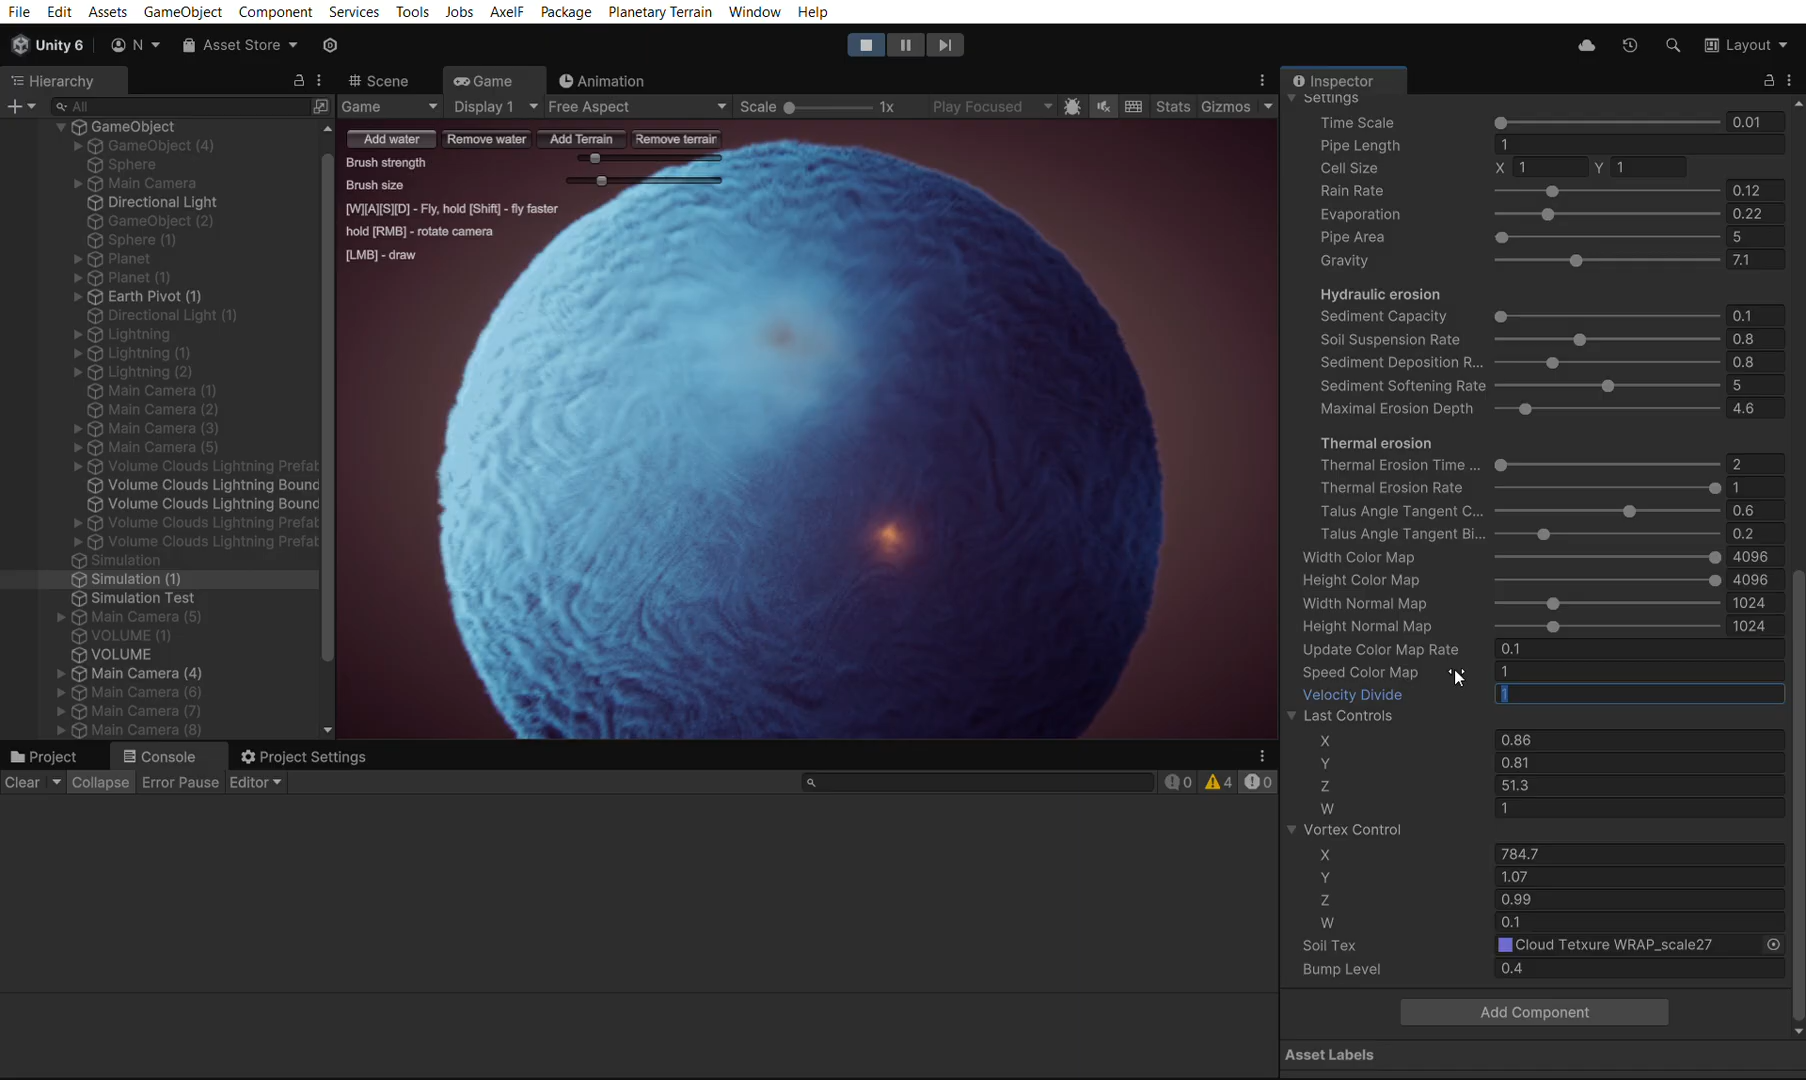 File Edit Assets GameObject Component Services Tools Jobs AxelF Package Planetary Terrain Window Help
Unity 6 N Asset Store Layout
Hierarchy
All
GameObject
GameObject (4)
Sphere
Main Camera
Directional Light
GameObject (2)
Sphere (1)
Planet
Planet (1)
Earth Pivot (1)
Directional Light (1)
Lightning
Lightning (1)
Lightning (2)
Main Camera (1)
Main Camera (2)
Main Camera (3)
Main Camera (5)
Volume Clouds Lightning Prefab
Volume Clouds Lightning Bound
Volume Clouds Lightning Bound
Volume Clouds Lightning Prefab
Volume Clouds Lightning Prefab
Simulation
Simulation (1)
Simulation Test
Main Camera (5)
VOLUME (1)
VOLUME
Main Camera (4)
Main Camera (6)
Main Camera (7)
Main Camera (8)
Scene Game Animation
Game Display 1 Free Aspect Scale 1x Play Focused Stats Gizmos
Add water Remove water Add Terrain Remove terrain
Brush strength
Brush size
[W][A][S][D] - Fly, hold [Shift] - fly faster
hold [RMB] - rotate camera
[LMB] - draw
Project Console Project Settings
Clear Collapse Error Pause Editor 0 4 0
Inspector
Settings
Time Scale 0.01
Pipe Length 1
Cell Size X 1 Y 1
Rain Rate 0.12
Evaporation 0.22
Pipe Area 5
Gravity 7.1
Hydraulic erosion
Sediment Capacity 0.1
Soil Suspension Rate 0.8
Sediment Deposition R... 0.8
Sediment Softening Rate 5
Maximal Erosion Depth 4.6
Thermal erosion
Thermal Erosion Time ... 2
Thermal Erosion Rate 1
Talus Angle Tangent C... 0.6
Talus Angle Tangent Bi... 0.2
Width Color Map 4096
Height Color Map 4096
Width Normal Map 1024
Height Normal Map 1024
Update Color Map Rate 0.1
Speed Color Map 1
Velocity Divide 1
Last Controls
X 0.86
Y 0.81
Z 51.3
W 1
Vortex Control
X 784.7
Y 1.07
Z 0.99
W 0.1
Soil Tex Cloud Tetxure WRAP_scale27
Bump Level 0.4
Add Component
Asset Labels